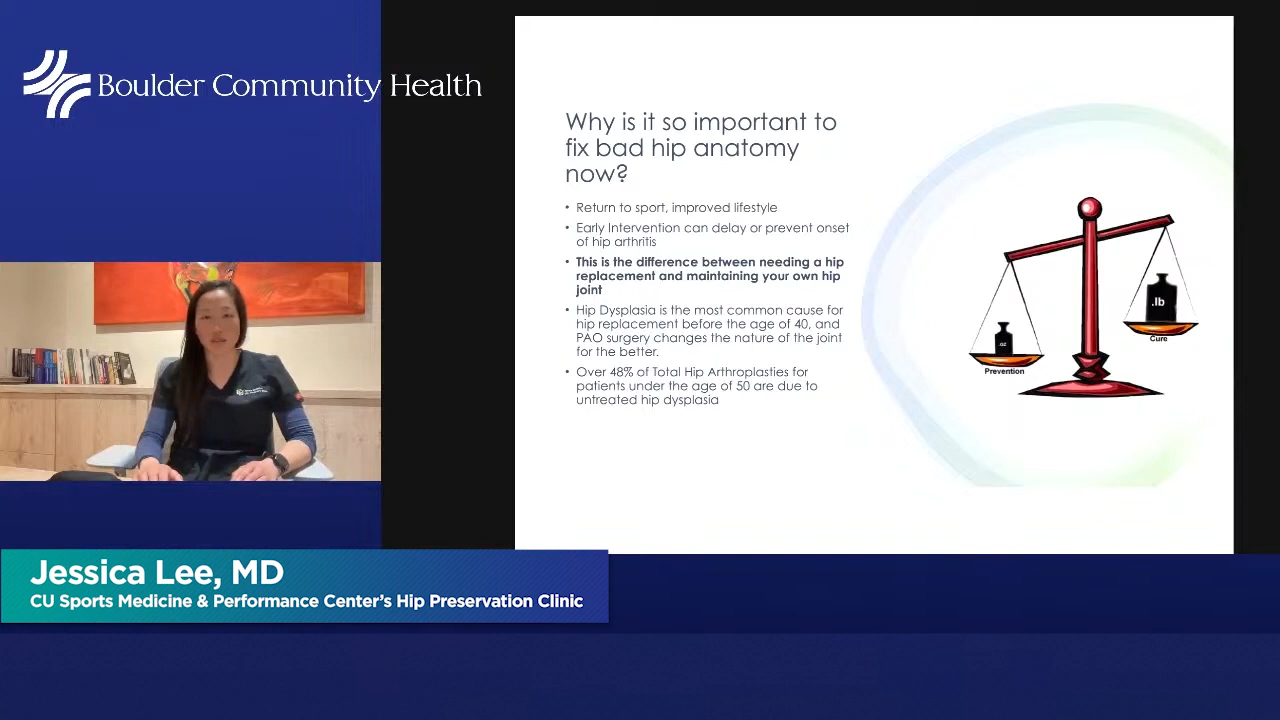 Boulder Community Health
Why is it so important to
fix bad hip anatomy
now?
• Return to sport, improved lifestyle
• Early Intervention can delay or prevent onset
of hip arthritis
• This is the difference between needing a hip
replacement and maintaining your own hip
joint
• Hip Dysplasia is the most common cause for
hip replacement before the age of 40, and
PAO surgery changes the nature of the joint
for the better.
• Over 48% of Total Hip Arthroplasties for
patients under the age of 50 are due to
untreated hip dysplasia
.lb
Cure
.oz
Prevention
Jessica Lee, MD
CU Sports Medicine & Performance Center’s Hip Preservation Clinic